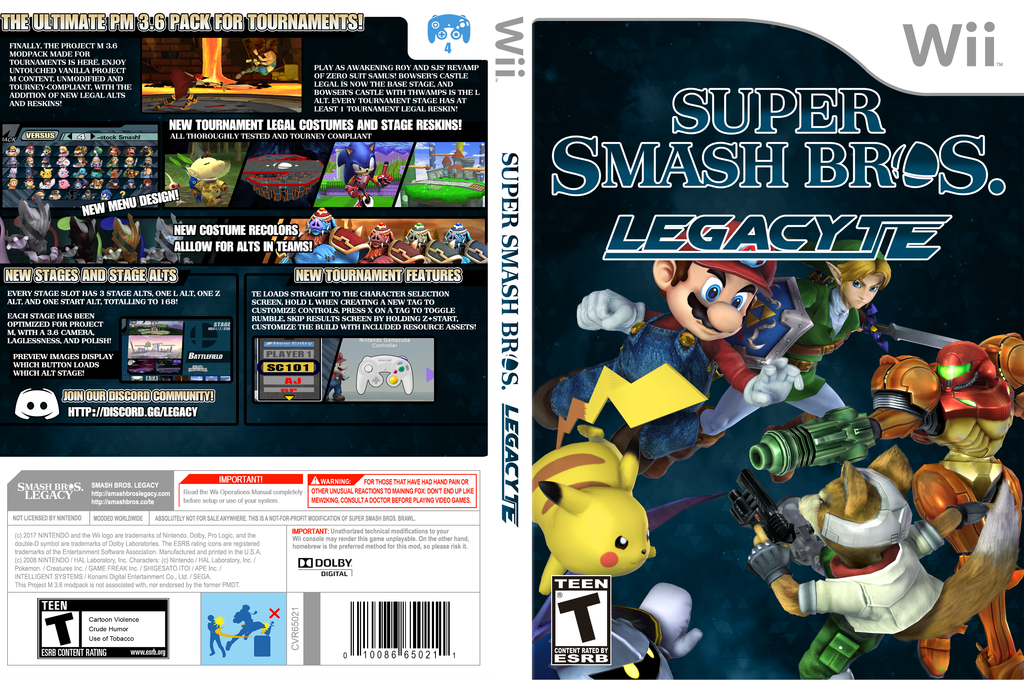 THE ULTIMATE PM 3.6 PACK FOR TOURNAMENTS!
4
FINALLY, THE PROJECT M 3.6
MODPACK MADE FOR
TOURNAMENTS IS HERE. ENJOY
UNTOUCHED VANILLA PROJECT
M CONTENT, UNMODIFIED AND
TOURNEY-COMPLIANT, WITH THE
ADDITION OF NEW LEGAL ALTS
AND RESKINS!
PLAY AS AWAKENING ROY AND SJS' REVAMP
OF ZERO SUIT SAMUS! BOWSER'S CASTLE
LEGAL IS NOW THE BASE STAGE, AND
BOWSER'S CASTLE WITH THWAMPS IS THE L
ALT. EVERY TOURNAMENT STAGE HAS AT
LEAST 1 TOURNAMENT LEGAL RESKIN!
NEW TOURNAMENT LEGAL COSTUMES AND STAGE RESKINS!
ALL THOROUGHLY TESTED AND TOURNEY COMPLIANT
VERSUS
4
-stock Smash!
NEW MENU DESIGN!
NEW COSTUME RECOLORS
ALLLOW FOR ALTS IN TEAMS!
NEW STAGES AND STAGE ALTS
EVERY STAGE SLOT HAS 3 STAGE ALTS, ONE L ALT, ONE Z
ALT, AND ONE START ALT, TOTALLING TO 168!
EACH STAGE HAS BEEN
OPTIMIZED FOR PROJECT
M, WITH A 3.6 CAMERA,
LAGLESSNESS, AND POLISH!
PREVIEW IMAGES DISPLAY
WHICH BUTTON LOADS
WHICH ALT STAGE!
STAGE
BATTLEFIELD
JOIN OUR DISCORD COMMUNITY!
HTTP://DISCORD.GG/LEGACY
NEW TOURNAMENT FEATURES
TE LOADS STRAIGHT TO THE CHARACTER SELECTION
SCREEN, HOLD L WHEN CREATING A NEW TAG TO
CUSTOMIZE CONTROLS, PRESS X ON A TAG TO TOGGLE
RUMBLE, SKIP RESULTS SCREEN BY HOLDING Z+START,
CUSTOMIZE THE BUILD WITH INCLUDED RESOURCE ASSETS!
New Entry
PLAYER 1
SC101
AJ
Nintendo GameCube
Controller
SMASH BROS.
LEGACY
SMASH BROS. LEGACY
http://smashbroslegacy.com
http://smashbros/te
IMPORTANT!
Read the Wii Operations Manual completely
before setup or use of your system.
WARNING: FOR THOSE THAT HAVE HAD HAND PAIN OR
OTHER UNUSUAL REACTIONS TO MAINING FOX: DON'T END UP LIKE
MEW2KING, CONSULT A DOCTOR BEFORE PLAYING VIDEO GAMES.
NOT LICENSED BY NINTENDO
MODDED WORLDWIDE
ABSOLUTELY NOT FOR SALE ANYWHERE. THIS IS A NOT-FOR-PROFIT MODIFICATION OF SUPER SMASH BROS. BRAWL.
(c) 2017 NINTENDO and the Wii logo are trademarks of Nintendo. Dolby, Pro Logic, and the
double-D symbol are trademarks of Dolby Laboratories. The ESRB rating icons are registered
trademarks of the Entertainment Software Association. Manufactured and printed in the U.S.A.
(c) 2008 NINTENDO / HAL Laboratory, Inc. Characters: (c) Nintendo / HAL Laboratory, Inc. /
Pokemon. / Creatures Inc. / GAME FREAK Inc. / SHIGESATO ITOI / APE Inc. /
INTELLIGENT SYSTEMS / Konami Digital Entertainment Co., Ltd. / SEGA.
This Project M 3.6 modpack is not associated with, nor endorsed by the former PMDT.
IMPORTANT: Unathorized technical modifications to your
Wii console may render this game unplayable. On the other hand,
homebrew is the preferred method for this mod, so please risk it.
DOLBY
DIGITAL
TEEN
T
Cartoon Violence
Crude Humor
Use of Tobacco
ESRB CONTENT RATING
www.esrb.org
CVR65021
0 10086 65021 1
Wii
SUPER SMASH BROS.
LEGACY TE
Wii
TM
SUPER
SMASH BROS.
LEGACY TE
TEEN
T
CONTENT RATED BY
ESRB